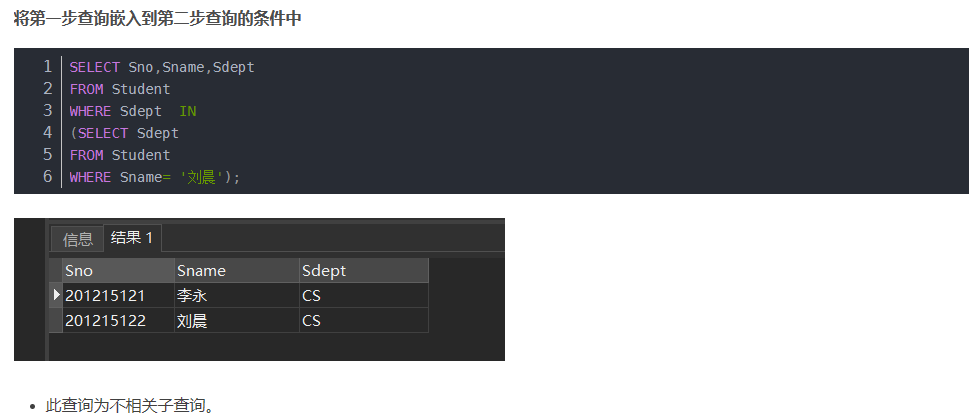 将第一步查询嵌入到第二步查询的条件中
1 SELECT Sno,Sname,Sdept
2 FROM Student
3 WHERE Sdept  IN
4 (SELECT Sdept
5 FROM Student
6 WHERE Sname= '刘晨');
信息 结果 1
Sno Sname Sdept
201215121 李永 CS
201215122 刘晨 CS
• 此查询为不相关子查询。